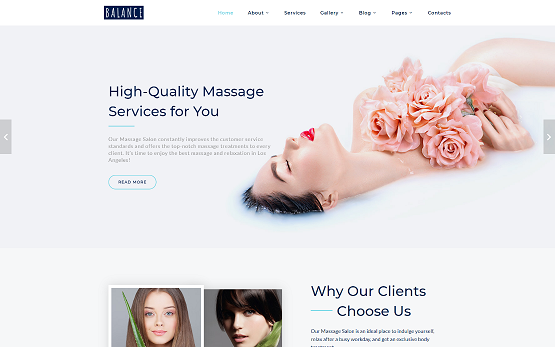 BALANCE
Home About Services Gallery Blog Pages Contacts
High-Quality Massage
Services for You
Our Massage Salon constantly improves the customer service
standards and offers the top-notch massage treatments to every
client. It's time to enjoy the best massage and relaxation in Los
Angeles!
READ MORE
Why Our Clients
Choose Us
Our Massage Salon is an ideal place to indulge yourself,
relax after a busy workday, and get an exclusive body